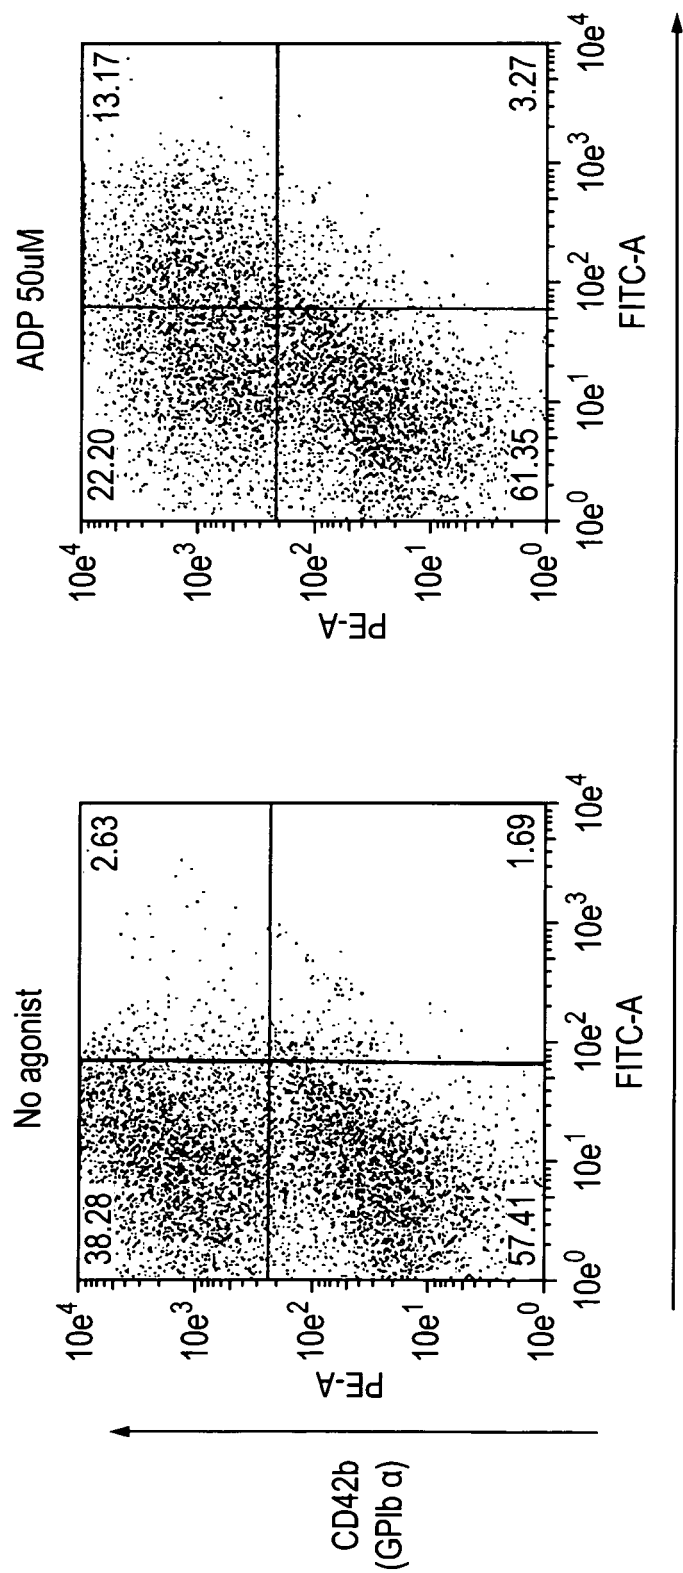 No agonist
38.28
2.63
57.41
1.69
10e⁴
10e³
10e²
10e¹
10e⁰
PE-A
10e⁰
10e¹
10e²
10e³
10e⁴
FITC-A
CD42b
(GPIb α)
ADP 50uM
22.20
13.17
61.35
3.27
10e⁴
10e³
10e²
10e¹
10e⁰
PE-A
10e⁰
10e¹
10e²
10e³
10e⁴
FITC-A